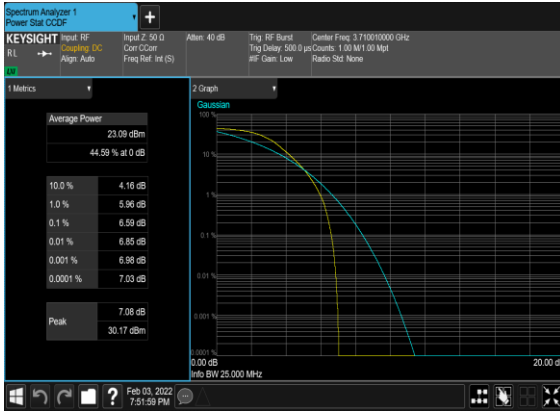 Spectrum Analyzer 1
Power Stat CCDF
+
KEYSIGHT
RL
Input: RF
Coupling: DC
Align: Auto
Input Z: 50 Ω
Corr CCorr
Freq Ref: Int (S)
Atten: 40 dB
Trig: RF Burst
Trig Delay: 500.0 µs
#IF Gain: Low
Center Freq: 3.710010000 GHz
Counts: 1.00 M/1.00 Mpt
Radio Std: None
1 Metrics
Average Power
23.09 dBm
44.59 % at 0 dB
10.0 % 4.16 dB
1.0 % 5.96 dB
0.1 % 6.59 dB
0.01 % 6.85 dB
0.001 % 6.98 dB
0.0001 % 7.03 dB
Peak
7.08 dB
30.17 dBm
2 Graph
Gaussian
100 %
10 %
1 %
0.1 %
0.01 %
0.001 %
0.0001 %
0.00 dB
20.00 d
Info BW 25.000 MHz
?
Feb 03, 2022
7:51:59 PM